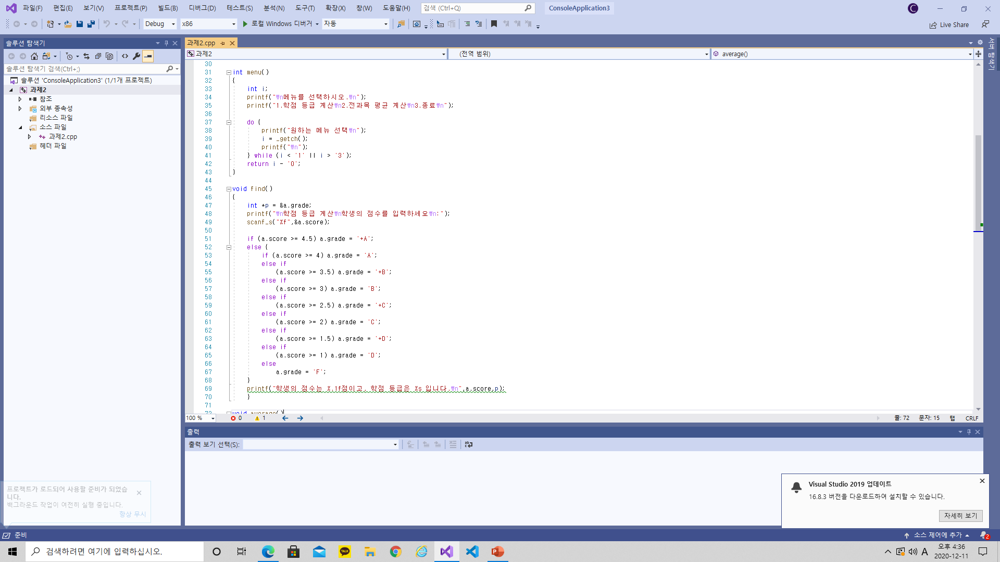 파일(F) 편집(E) 보기(V) 프로젝트(P) 빌드(B) 디버그(D) 테스트(S) 분석(N) 도구(T) 확장(X) 창(W) 도움말(H) 검색 (Ctrl+Q) ConsoleApplication3 C
Debug x86 로컬 Windows 디버거 자동 Live Share
솔루션 탐색기
솔루션 탐색기 검색(Ctrl+;)
솔루션 'ConsoleApplication3' (1/1개 프로젝트)
과제2
참조
외부 종속성
리소스 파일
소스 파일
과제2.cpp
헤더 파일
과제2.cpp
과제2 (전역 범위) average()
서버 탐색기
30
31 int menu()
32 {
33 int i;
34 printf("₩n메뉴를 선택하시오.₩n");
35 printf("1.학점 등급 계산₩n2.전과목 평균 계산₩n3.종료₩n");
36
37 do {
38 printf("원하는 메뉴 선택₩n");
39 i = _getch();
40 printf("₩n");
41 } while (i < '1' || i > '3');
42 return i - '0';
43 }
44
45 void find()
46 {
47 int *p = &a.grade;
48 printf("₩n학점 등급 계산₩n학생의 점수를 입력하세요₩n:");
49 scanf_s("%f",&a.score);
50
51 if (a.score >= 4.5) a.grade = '+A';
52 else {
53 if (a.score >= 4) a.grade = 'A';
54 else if
55 (a.score >= 3.5) a.grade = '+B';
56 else if
57 (a.score >= 3) a.grade = 'B';
58 else if
59 (a.score >= 2.5) a.grade = '+C';
60 else if
61 (a.score >= 2) a.grade = 'C';
62 else if
63 (a.score >= 1.5) a.grade = '+D';
64 else if
65 (a.score >= 1) a.grade = 'D';
66 else
67 a.grade = 'F';
68 }
69 printf("학생의 점수는 %.1f점이고, 학점 등급은 %s 입니다.₩n",a.score,p);
70 }
71
72 void average()
100 % 0 1 줄: 72 문자: 15 탭 CRLF
출력
출력 보기 선택(S):
프로젝트가 로드되어 사용할 준비가 되었습
니다.
백그라운드 작업이 여전히 실행 중입니다.
항상 무시
Visual Studio 2019 업데이트
16.8.3 버전을 다운로드하여 설치할 수 있습니다.
자세히 보기
준비 소스 제어에 추가 2
검색하려면 여기에 입력하십시오.
TALK
A
오후 4:36
2020-12-11